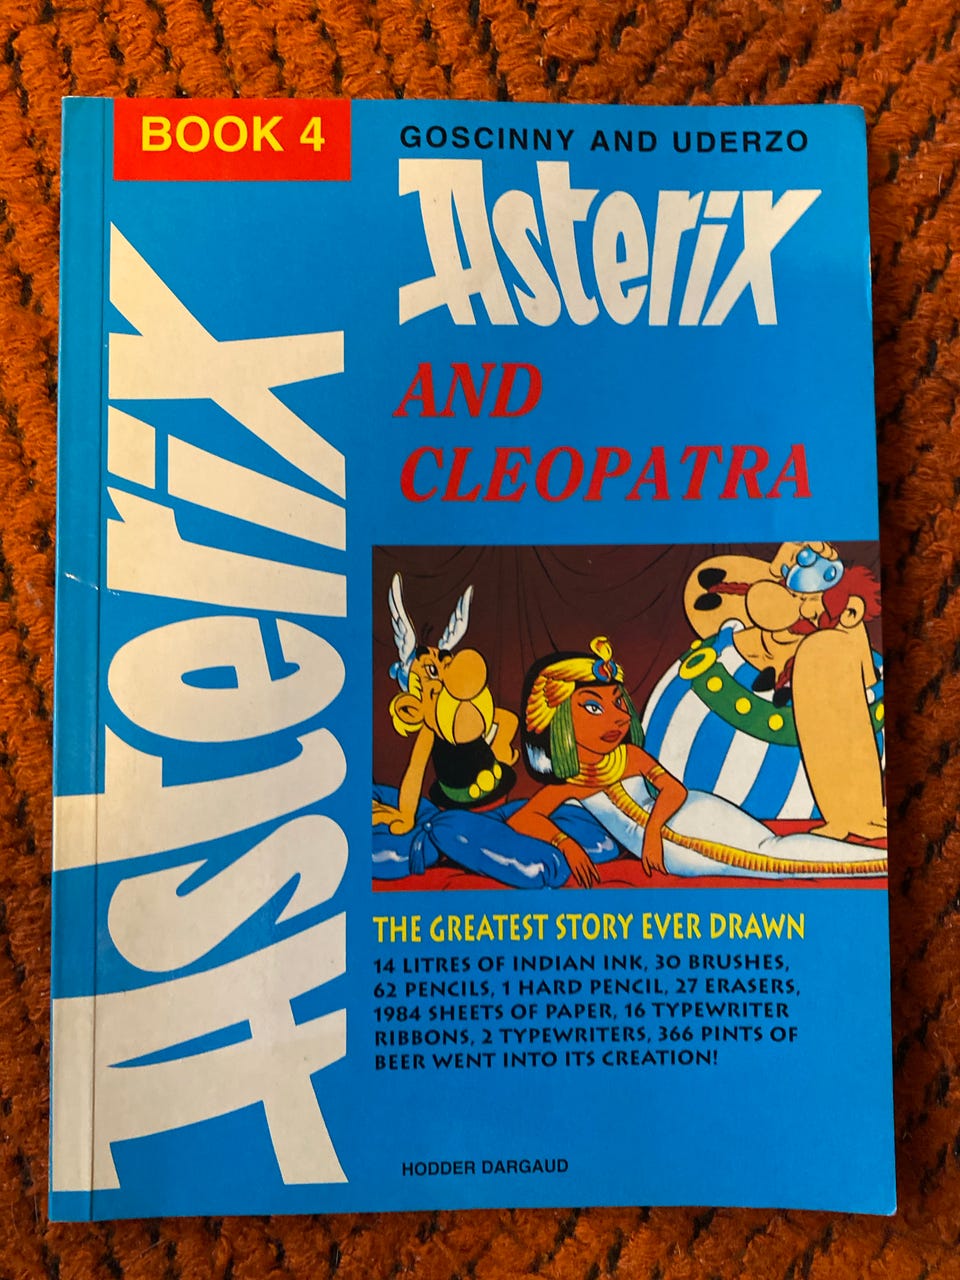 BOOK 4
Asterix
GOSCINNY AND UDERZO
Asterix
AND
CLEOPATRA
THE GREATEST STORY EVER DRAWN
14 LITRES OF INDIAN INK, 30 BRUSHES,
62 PENCILS, 1 HARD PENCIL, 27 ERASERS,
1984 SHEETS OF PAPER, 16 TYPEWRITER
RIBBONS, 2 TYPEWRITERS, 366 PINTS OF
BEER WENT INTO ITS CREATION!
HODDER DARGAUD